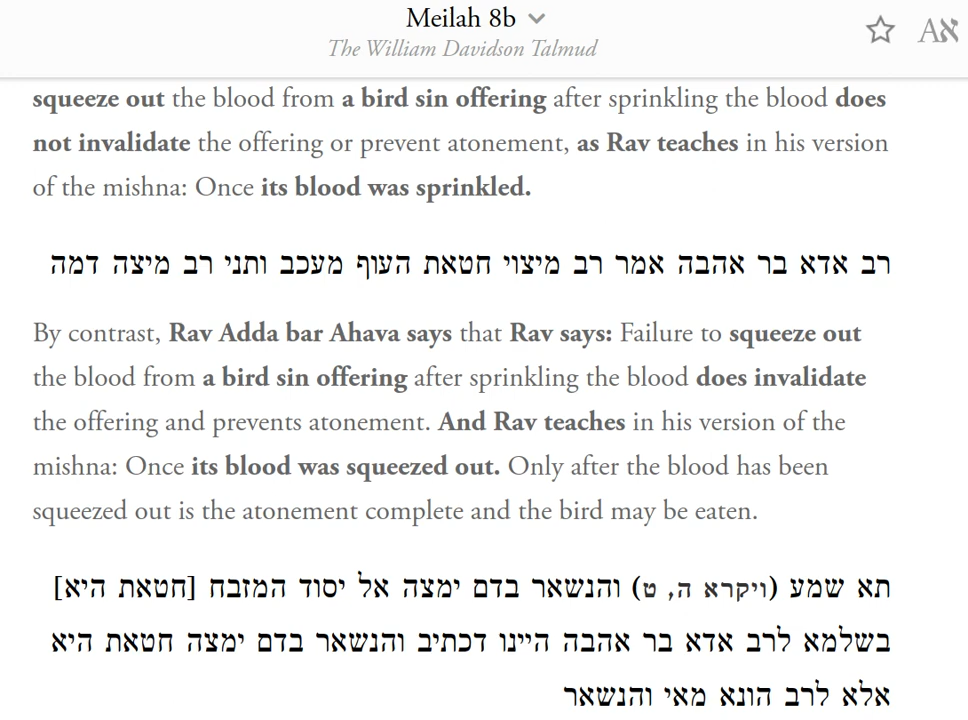 Meilah 8b
The William Davidson Talmud
Aא
squeeze out the blood from a bird sin offering after sprinkling the blood does
not invalidate the offering or prevent atonement, as Rav teaches in his version
of the mishna: Once its blood was sprinkled.
רב אדא בר אהבה אמר רב מיצוי חטאת העוף מעכב ותני רב מיצה דמה
By contrast, Rav Adda bar Ahava says that Rav says: Failure to squeeze out
the blood from a bird sin offering after sprinkling the blood does invalidate
the offering and prevents atonement. And Rav teaches in his version of the
mishna: Once its blood was squeezed out. Only after the blood has been
squeezed out is the atonement complete and the bird may be eaten.
תא שמע (ויקרא ה, ט) והנשאר בדם ימצה אל יסוד המזבח [חטאת היא]
בשלמא לרב אדא בר אהבה היינו דכתיב והנשאר בדם ימצה חטאת היא
אלא לרב הונא מאי והנשאר